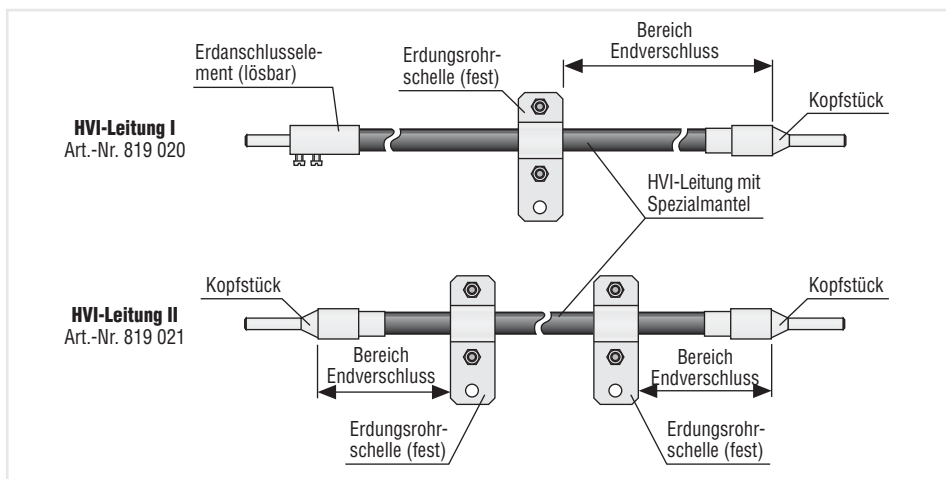 Erdanschlussele-
ment (lösbar)
Erdungsrohr-
schelle (fest)
Bereich
Endverschluss
Kopfstück
HVI-Leitung I
Art.-Nr. 819 020
HVI-Leitung mit
Spezialmantel
Kopfstück
Kopfstück
HVI-Leitung II
Art.-Nr. 819 021
Bereich
Endverschluss
Bereich
Endverschluss
Erdungsrohr-
schelle (fest)
Erdungsrohr-
schelle (fest)